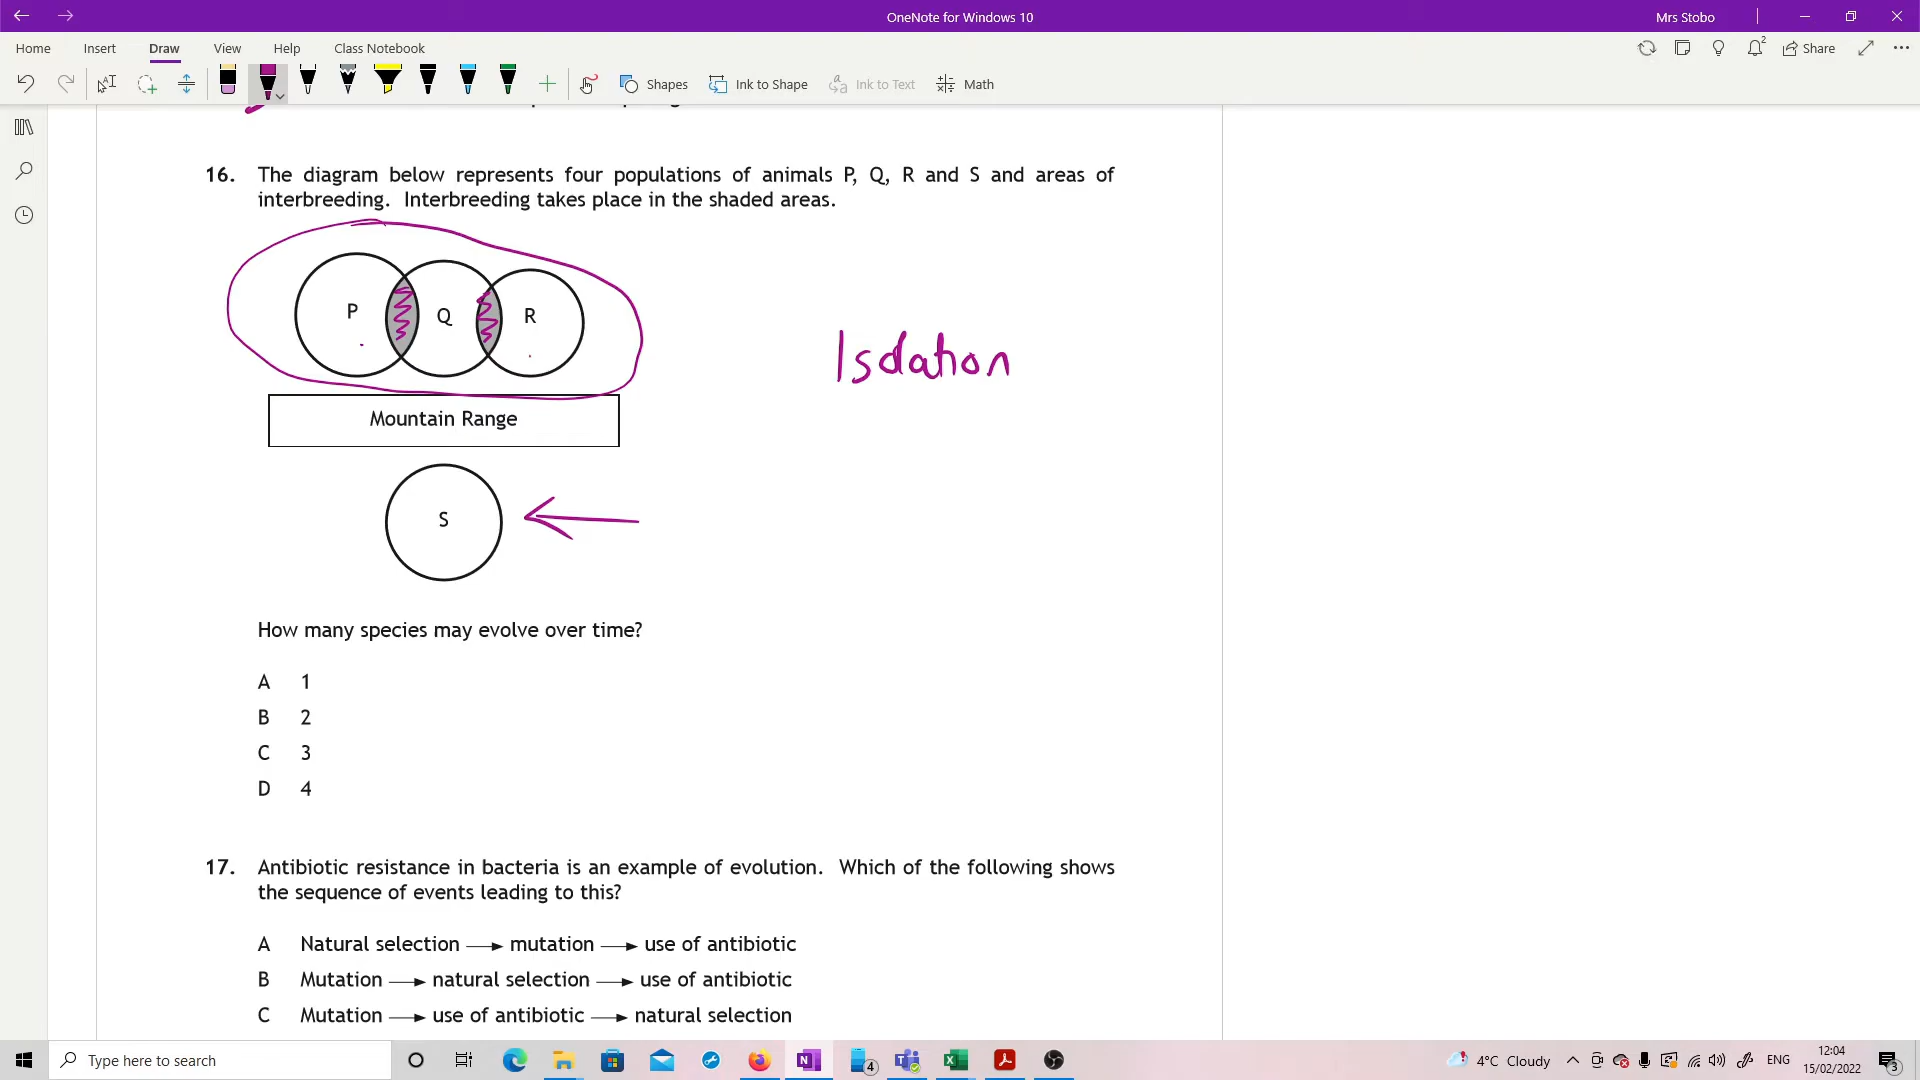 OneNote for Windows 10
Mrs Stobo
Home Insert Draw View Help Class Notebook
2
Share
Shapes
Ink to Shape
Ink to Text
Math
16. The diagram below represents four populations of animals P, Q, R and S and areas of
interbreeding. Interbreeding takes place in the shaded areas.
P Q R
Isolation
Mountain Range
S
How many species may evolve over time?
A 1
B 2
C 3
D 4
17. Antibiotic resistance in bacteria is an example of evolution. Which of the following shows
the sequence of events leading to this?
A Natural selection → mutation → use of antibiotic
B Mutation → natural selection → use of antibiotic
C Mutation → use of antibiotic → natural selection
Type here to search
4
4°C Cloudy
ENG
12:04
15/02/2022
3